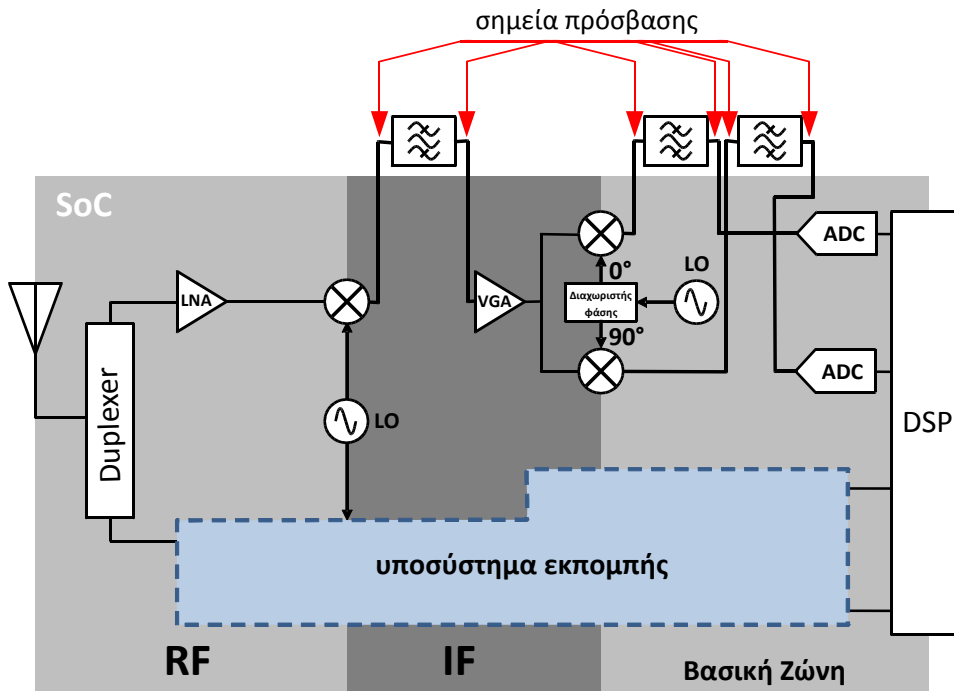 σημεία πρόσβασης
SoC
LNA
VGA
0°
Διαχωριστής
φάσης
90°
LO
ADC
ADC
LO
Duplexer
DSP
υποσύστημα εκπομπής
RF
IF
Βασική Ζώνη